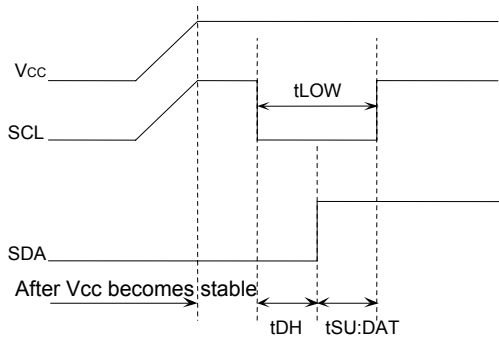 VCC
tLOW
SCL
SDA
After Vcc becomes stable
tDH
tSU:DAT